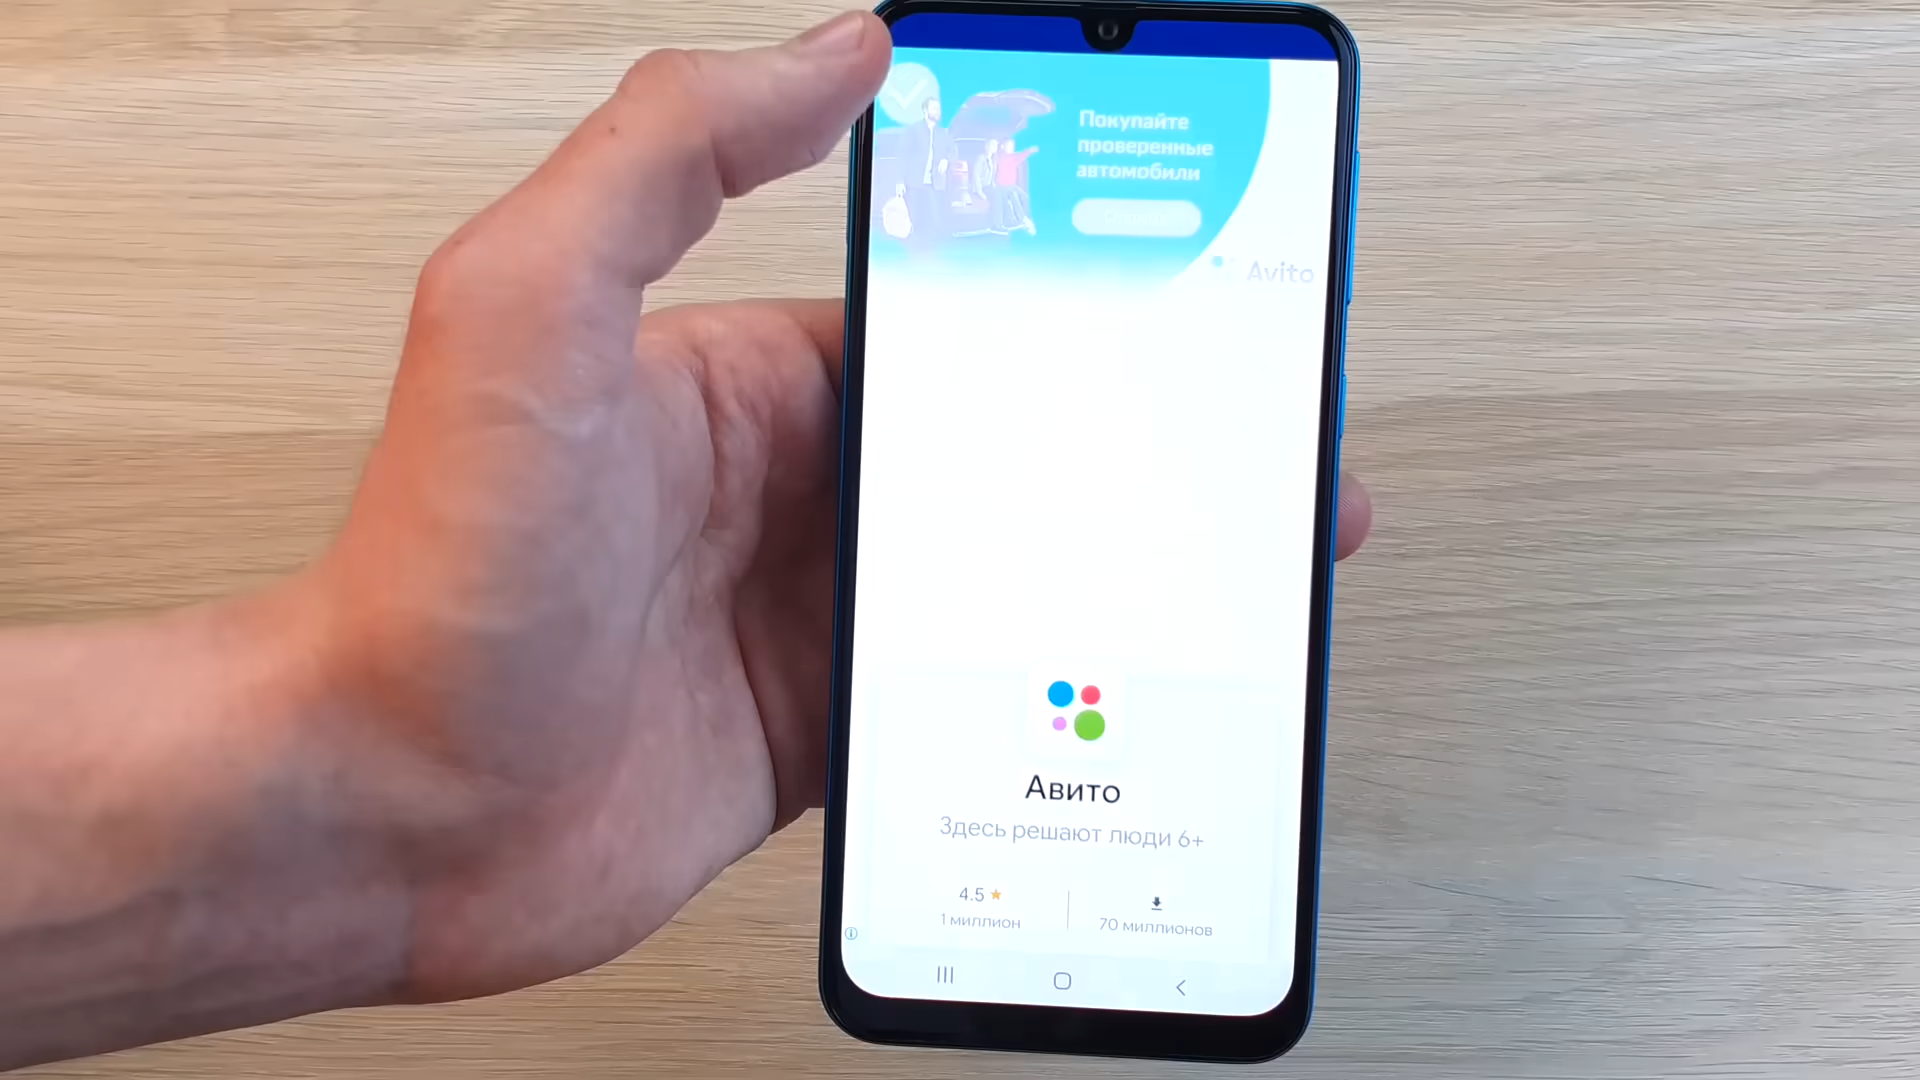 Покупайте
проверенные
автомобили
Avito
Авито
Здесь решают люди 6+
4.5
1 миллион
70 миллионов